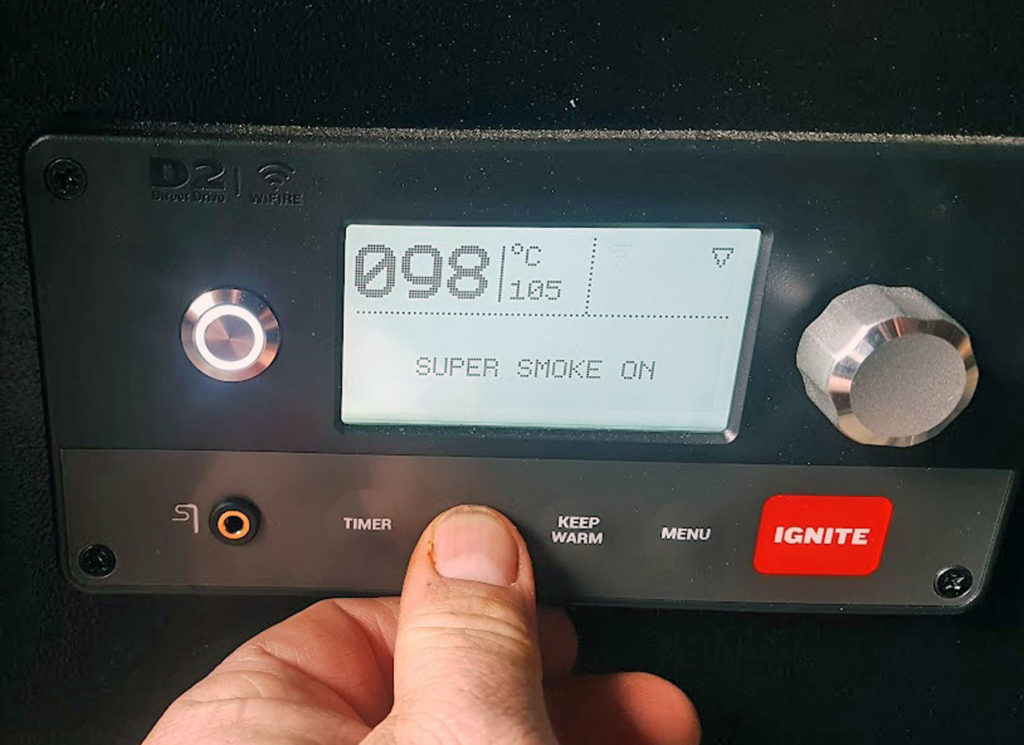 D2
Direct Drive
WiFIRE
098
°C
105
SUPER SMOKE ON
TIMER
KEEP
WARM
MENU
IGNITE